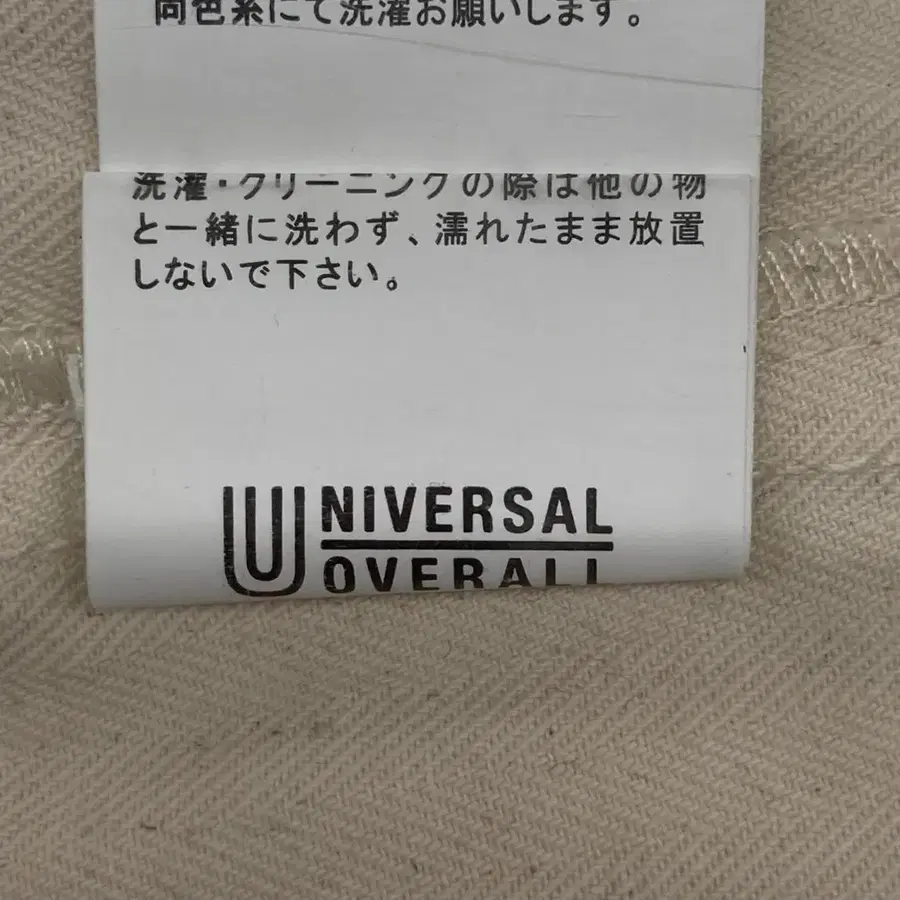 同色系にて洗濯お願いします。
洗濯・クリーニングの際は他の物
と一緒に洗わず、濡れたまま放置
しないで下さい。
UNIVERSAL
OVERALL